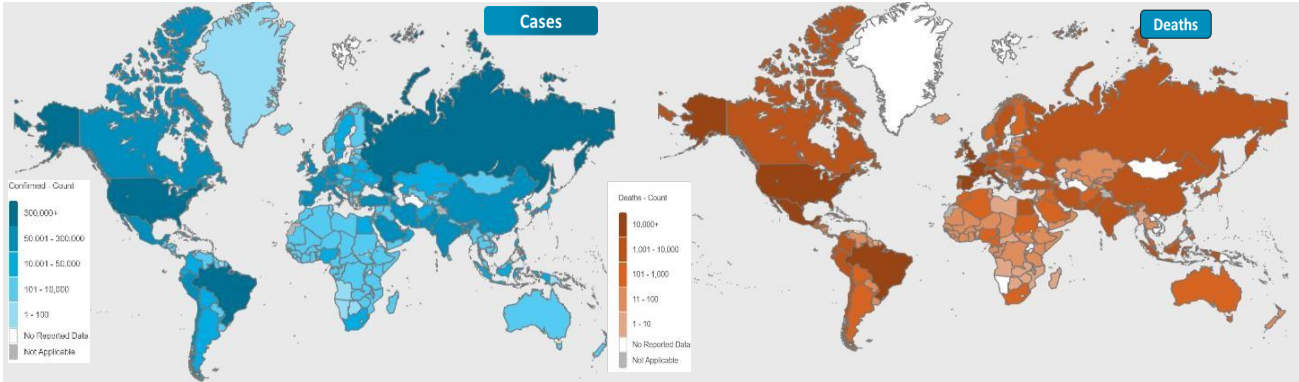 Cases
Confirmed - Count
300,000+
50.001 - 300,000
10.001 - 50,000
101 - 10,000
1 - 100
No Reported Data
Not Applicable
Deaths
Deaths - Count
10,000+
1,001 - 10,000
101 - 1,000
11 - 100
1 - 10
No Reported Data
Not Applicable